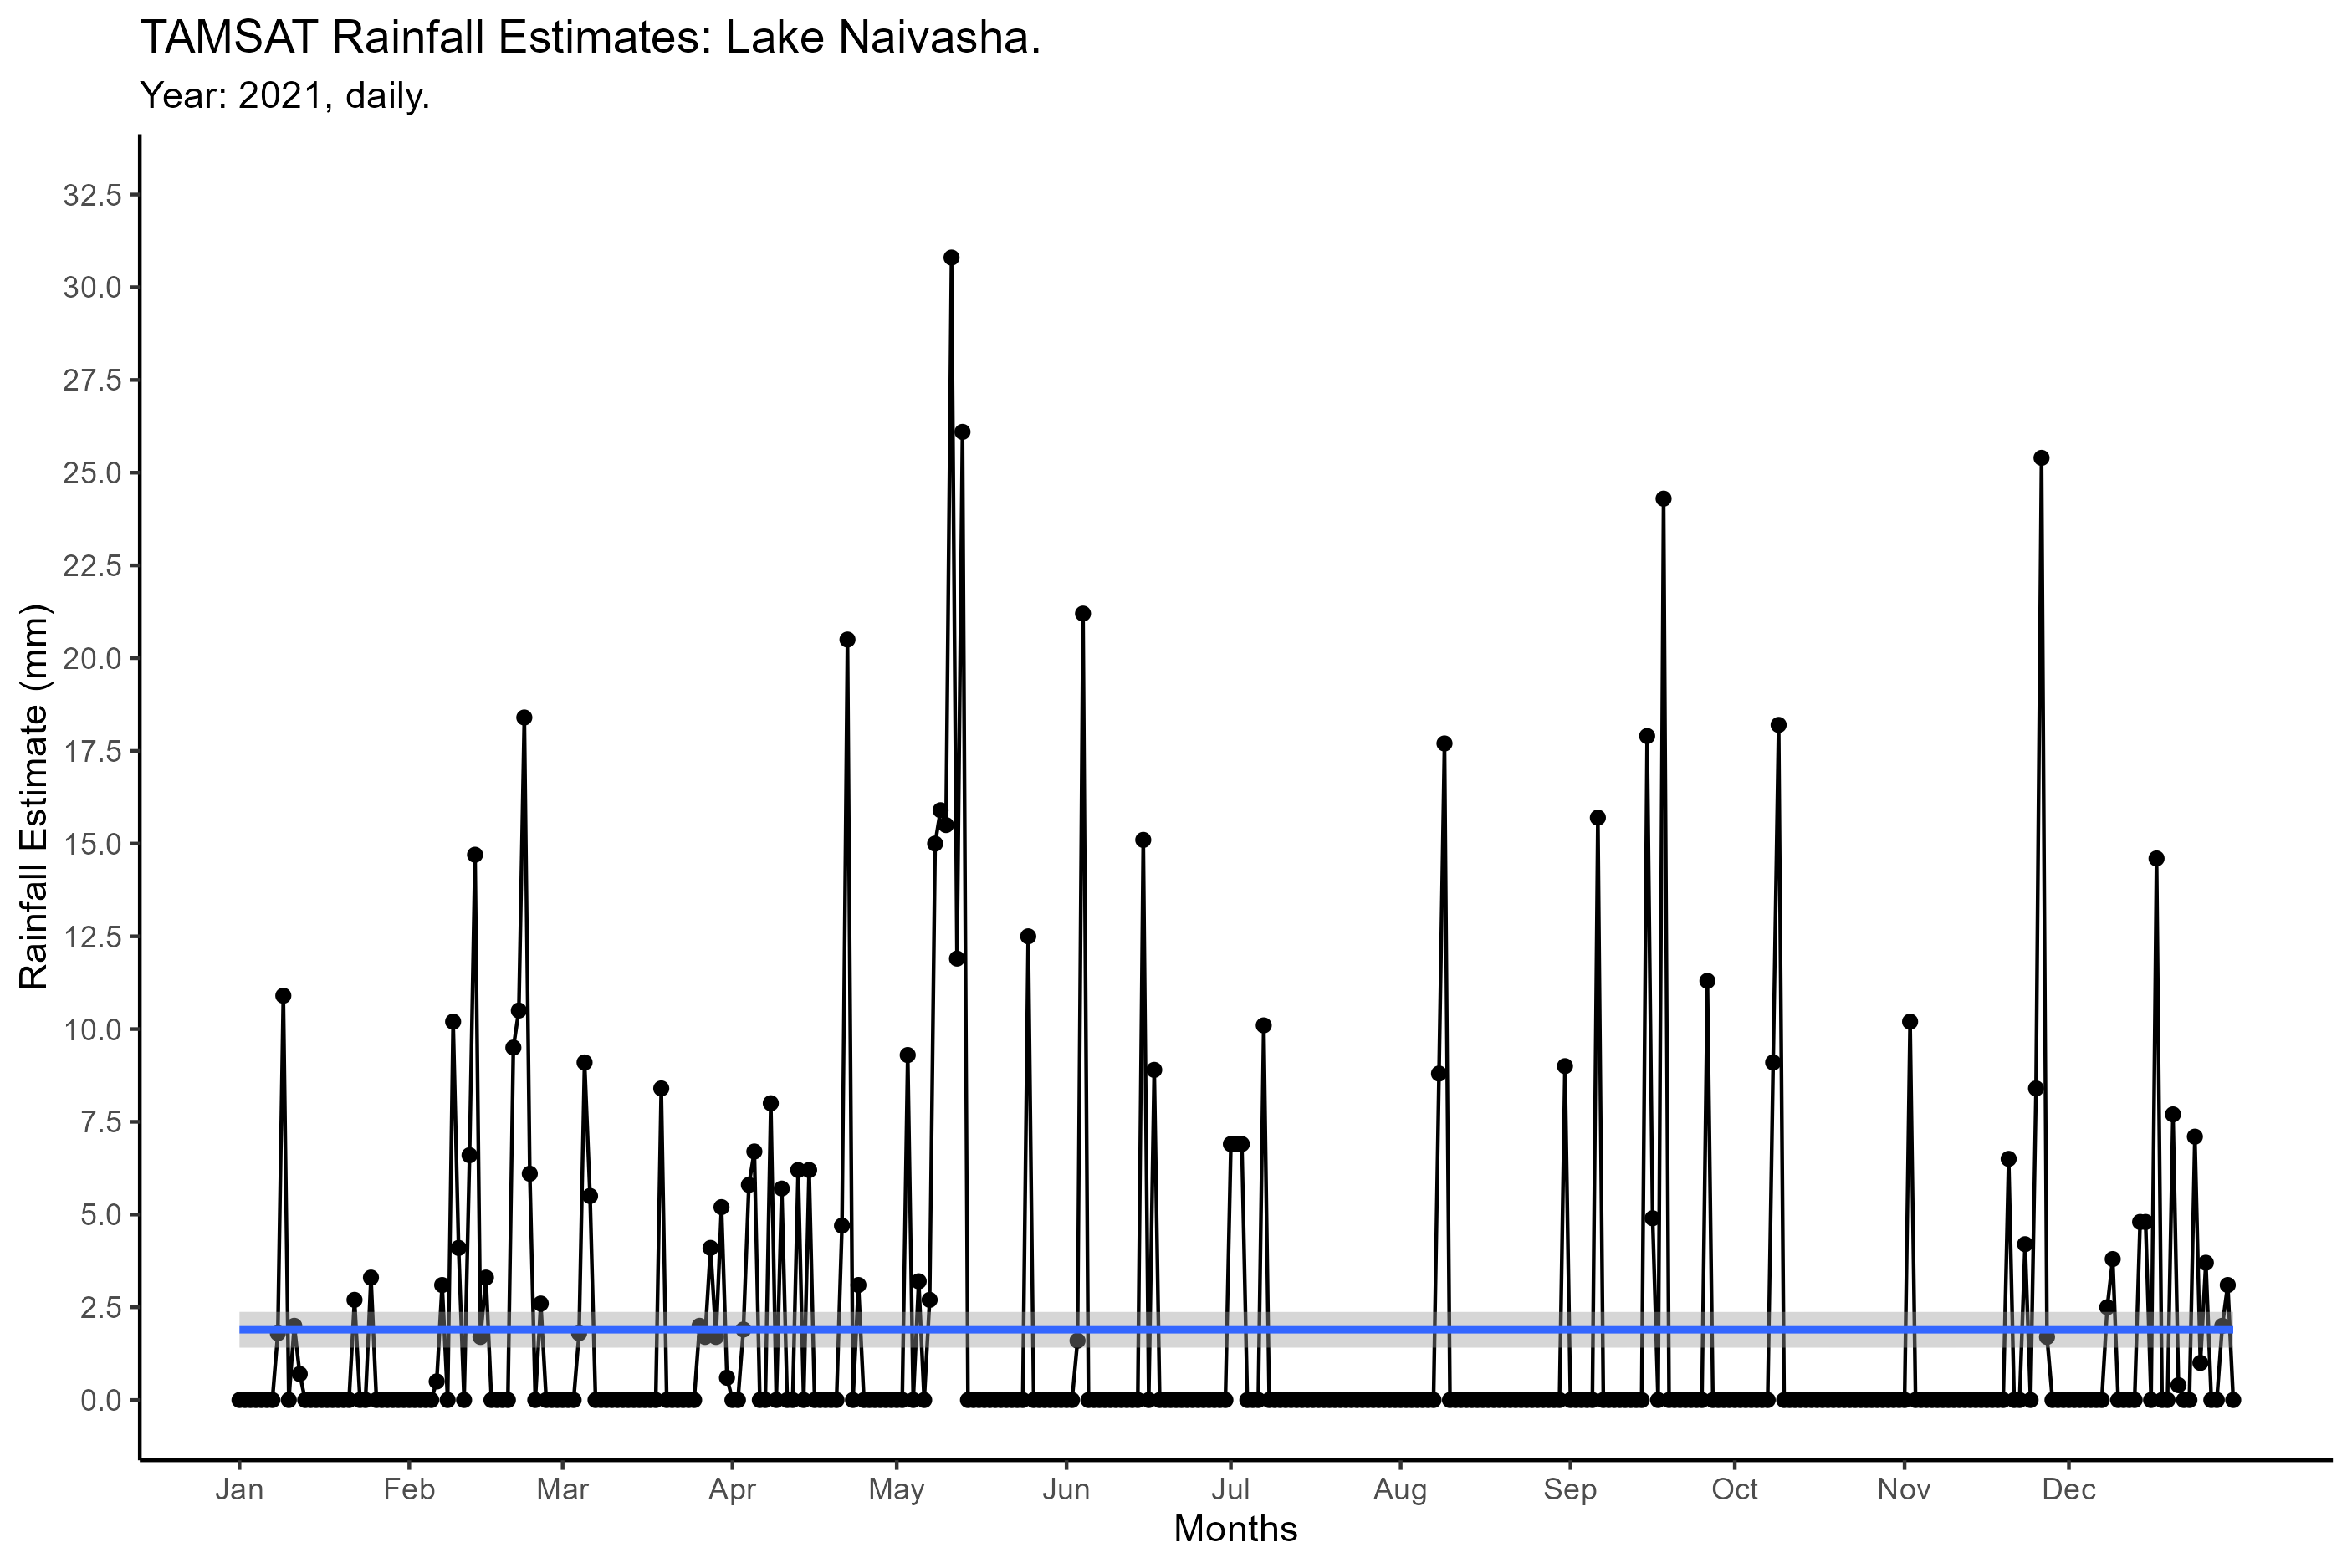 TAMSAT Rainfall Estimates: Lake Naivasha.
Year: 2021, daily.
Rainfall Estimate (mm)
32.5
30.0
27.5
25.0
22.5
20.0
17.5
15.0
12.5
10.0
7.5
5.0
2.5
0.0
Jan Feb Mar Apr May Jun Jul Aug Sep Oct Nov Dec
Months